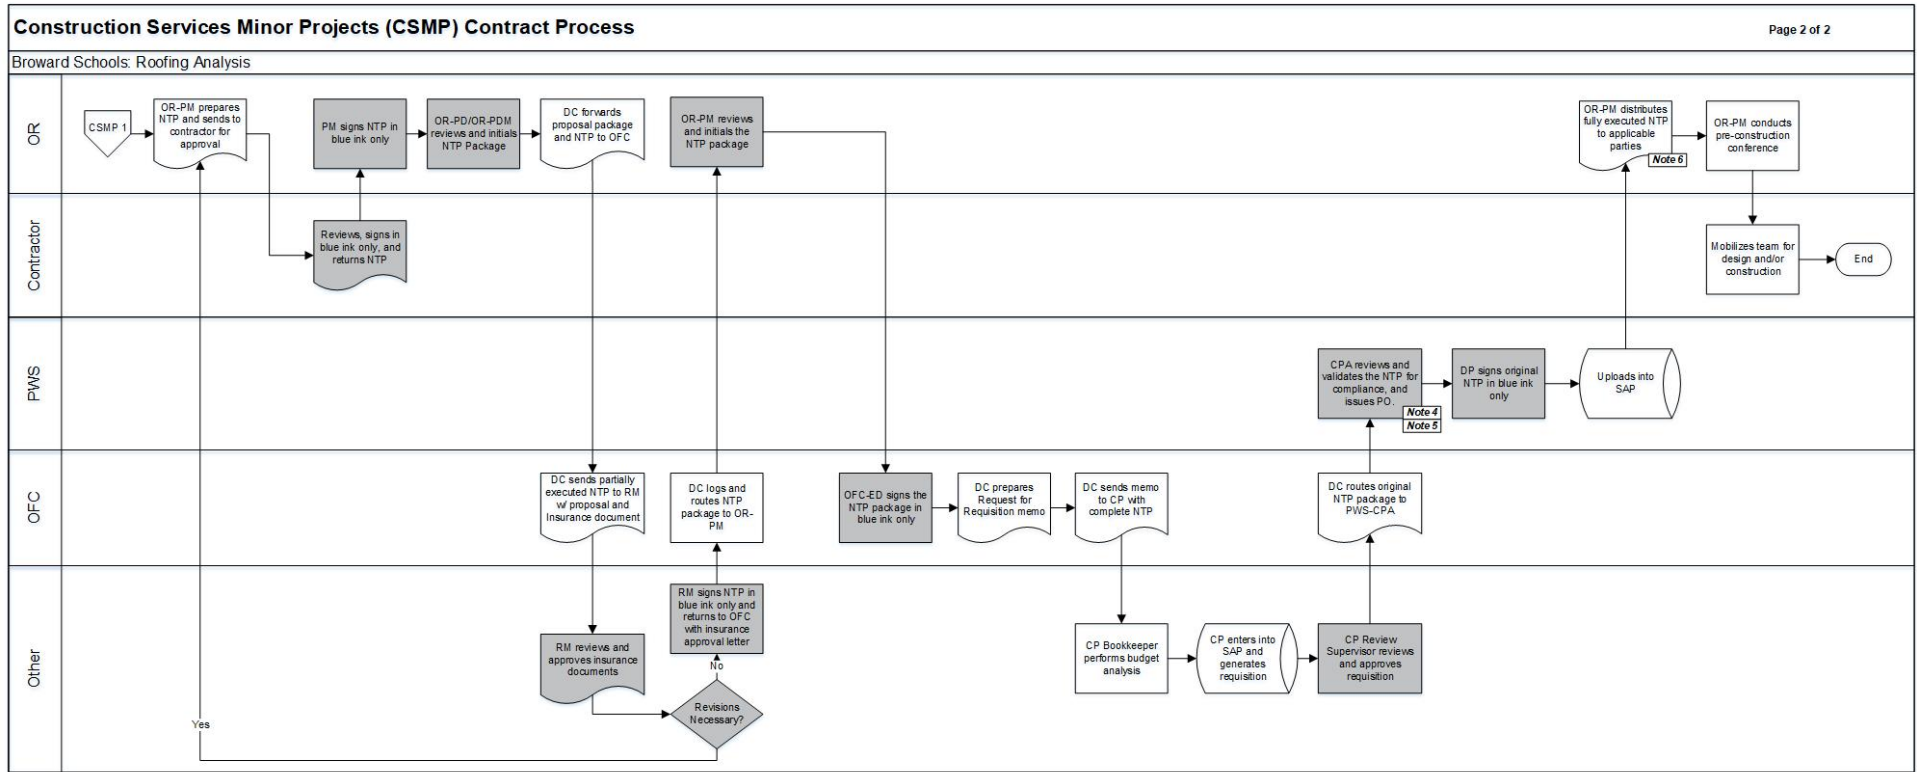 Construction Services Minor Projects (CSMP) Contract Process
Page 2 of 2
Broward Schools: Roofing Analysis
OR
CSMP 1
OR-PM prepares
NTP and sends to
contractor for
approval
PM signs NTP in
blue ink only
OR-PD/OR-PDM
reviews and initials
NTP Package
DC forwards
proposal package
and NTP to OFC
OR-PM reviews
and initials the
NTP package
OR-PM distributes
fully executed NTP
to applicable
parties
Note 6
OR-PM conducts
pre-construction
conference
Contractor
Reviews, signs in
blue ink only, and
returns NTP
Mobilizes team for
design and/or
construction
End
PWS
CPA reviews and
validates the NTP for
compliance, and
issues PO.
Note 4
Note 5
DP signs original
NTP in blue ink
only
Uploads into
SAP
OFC
DC sends partially
executed NTP to RM
w/ proposal and
Insurance document
DC logs and
routes NTP
package to OR-
PM
OFC-ED signs the
NTP package in
blue ink only
DC prepares
Request for
Requisition memo
DC sends memo
to CP with
complete NTP
DC routes original
NTP package to
PWS-CPA
Other
RM reviews and
approves insurance
documents
RM signs NTP in
blue ink only and
returns to OFC
with insurance
approval letter
No
Revisions
Necessary?
Yes
CP Bookkeeper
performs budget
analysis
CP enters into
SAP and
generates
requisition
CP Review
Supervisor reviews
and approves
requisition